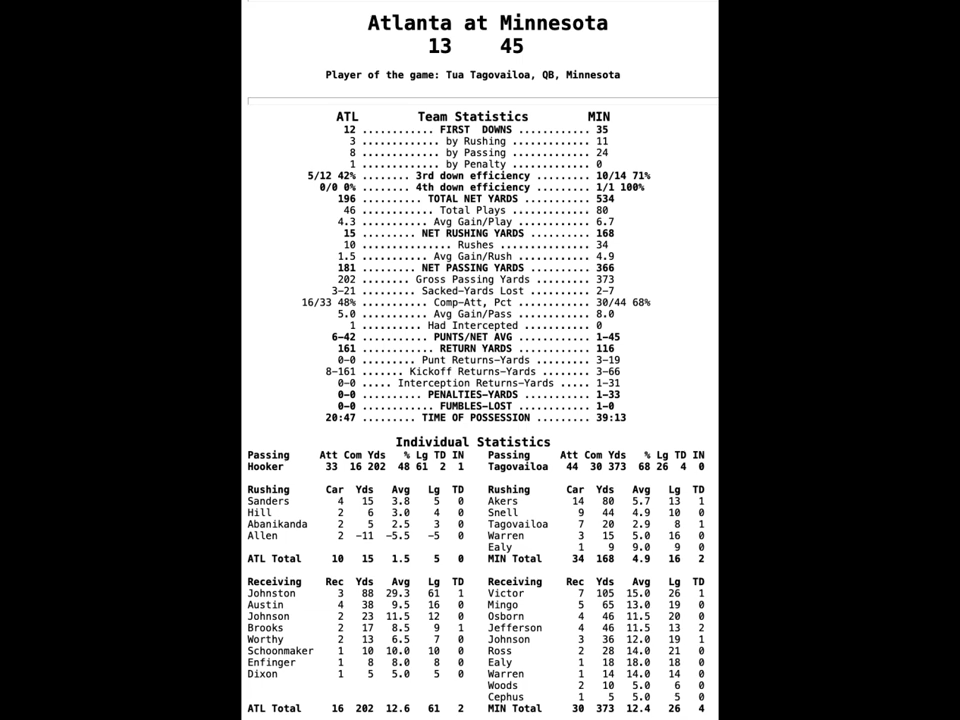 Atlanta at Minnesota
13 45
Player of the game: Tua Tagovailoa, QB, Minnesota
ATL Team Statistics MIN
12 ............ FIRST DOWNS ............ 35
3 ............. by Rushing ............. 11
8 ............. by Passing ............. 24
1 ............. by Penalty ............. 0
5/12 42% ........ 3rd down efficiency ........ 10/14 71%
0/0 0% ........ 4th down efficiency ........ 1/1 100%
196 .......... TOTAL NET YARDS .......... 534
46 ............ Total Plays ............ 80
4.3 ........... Avg Gain/Play ........... 6.7
15 ......... NET RUSHING YARDS ......... 168
10 ............... Rushes .............. 34
1.5 ........... Avg Gain/Rush ........... 4.9
181 ......... NET PASSING YARDS ......... 366
202 ........ Gross Passing Yards ........ 373
3-21 ......... Sacked-Yards Lost ......... 2-7
16/33 48% ........... Comp-Att, Pct ........... 30/44 68%
5.0 ........... Avg Gain/Pass ........... 8.0
1 .......... Had Intercepted .......... 0
6-42 ........... PUNTS/NET AVG ........... 1-45
161 ............ RETURN YARDS ............ 116
0-0 ......... Punt Returns-Yards ........ 3-19
8-161 ....... Kickoff Returns-Yards ....... 3-66
0-0 ..... Interception Returns-Yards ..... 1-31
0-0 .......... PENALTIES-YARDS .......... 1-33
0-0 ............ FUMBLES-LOST ............ 1-0
20:47 ......... TIME OF POSSESSION ......... 39:13
Individual Statistics
Passing Att Com Yds % Lg TD IN Passing Att Com Yds % Lg TD IN
Hooker 33 16 202 48 61 2 1 Tagovailoa 44 30 373 68 26 4 0
Rushing Car Yds Avg Lg TD Rushing Car Yds Avg Lg TD
Sanders 4 15 3.8 5 0 Akers 14 80 5.7 13 1
Hill 2 6 3.0 4 0 Snell 9 44 4.9 10 0
Abanikanda 2 5 2.5 3 0 Tagovailoa 7 20 2.9 8 1
Allen 2 -11 -5.5 -5 0 Warren 3 15 5.0 16 0
Ealy 1 9 9.0 9 0
ATL Total 10 15 1.5 5 0 MIN Total 34 168 4.9 16 2
Receiving Rec Yds Avg Lg TD Receiving Rec Yds Avg Lg TD
Johnston 3 88 29.3 61 1 Victor 7 105 15.0 26 1
Austin 4 38 9.5 16 0 Mingo 5 65 13.0 19 0
Johnson 2 23 11.5 12 0 Osborn 4 46 11.5 20 0
Brooks 2 17 8.5 9 1 Jefferson 4 46 11.5 13 2
Worthy 2 13 6.5 7 0 Johnson 3 36 12.0 19 1
Schoonmaker 1 10 10.0 10 0 Ross 2 28 14.0 21 0
Enfinger 1 8 8.0 8 0 Ealy 1 18 18.0 18 0
Dixon 1 5 5.0 5 0 Warren 1 14 14.0 14 0
Woods 2 10 5.0 6 0
Cephus 1 5 5.0 5 0
ATL Total 16 202 12.6 61 2 MIN Total 30 373 12.4 26 4